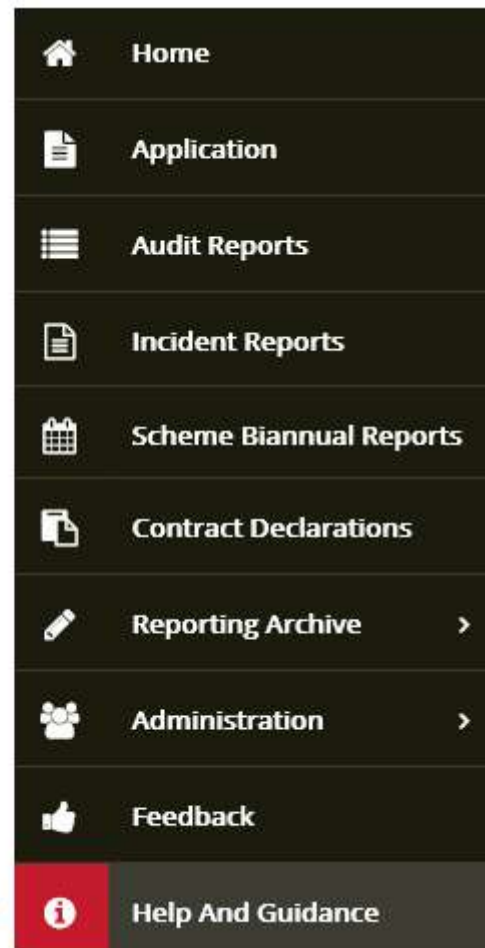 Home
Application
Audit Reports
Incident Reports
Scheme Biannual Reports
Contract Declarations
Reporting Archive
Administration
Feedback
Help And Guidance